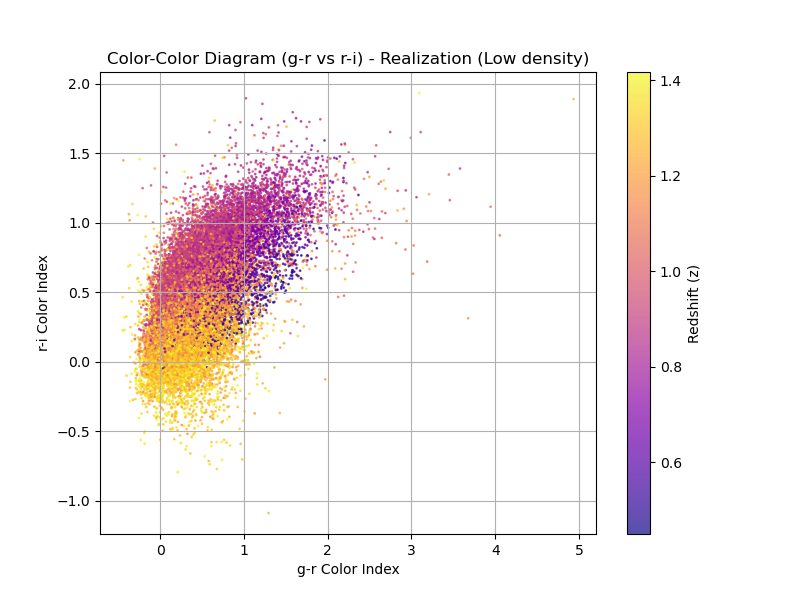 Color-Color Diagram (g-r vs r-i) - Realization (Low density)
2.0
1.5
1.0
0.5
0.0
−0.5
−1.0
r-i Color Index
0 1 2 3 4 5
g-r Color Index
1.4
1.2
1.0
0.8
0.6
Redshift (z)